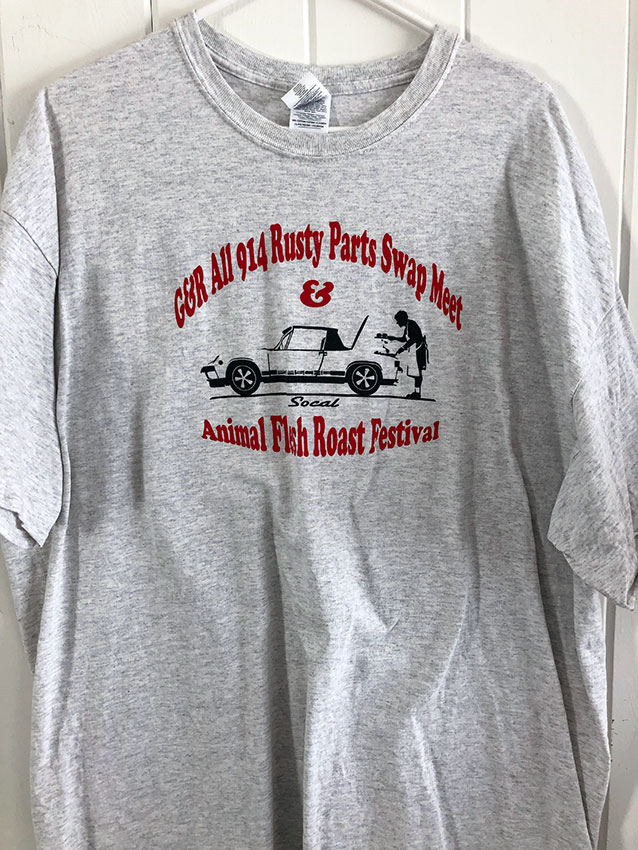 G&R All 914 Rusty Parts Swap Meet
&
Socal
Animal Flesh Roast Festival